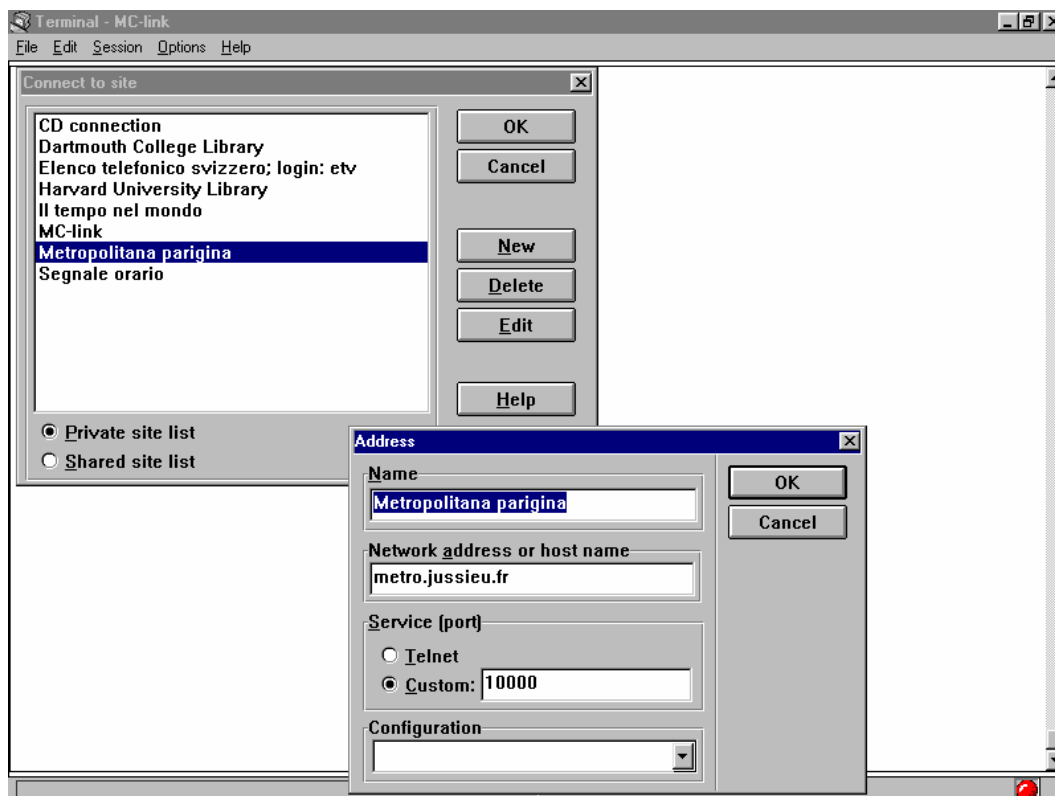 Terminal - MC-link
File Edit Session Options Help
Connect to site
CD connection
Dartmouth College Library
Elenco telefonico svizzero; login: etv
Harvard University Library
Il tempo nel mondo
MC-link
Metropolitana parigina
Segnale orario
OK
Cancel
New
Delete
Edit
Help
Private site list
Shared site list
Address
Name
Metropolitana parigina
Network address or host name
metro.jussieu.fr
Service (port)
Telnet
Custom: 10000
Configuration
OK
Cancel